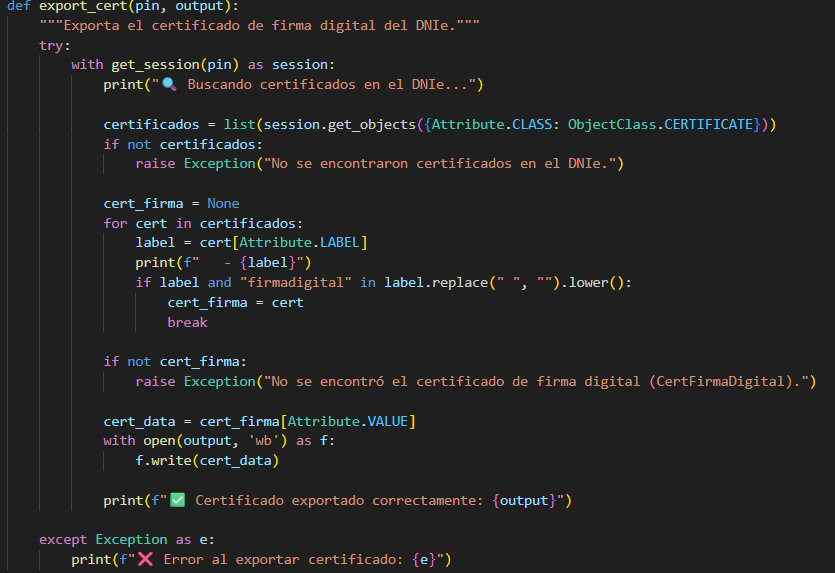 def export_cert(pin, output):
    """Exporta el certificado de firma digital del DNIe."""
    try:
        with get_session(pin) as session:
            print("🔍 Buscando certificados en el DNIe...")

            certificados = list(session.get_objects({Attribute.CLASS: ObjectClass.CERTIFICATE}))
            if not certificados:
                raise Exception("No se encontraron certificados en el DNIe.")

            cert_firma = None
            for cert in certificados:
                label = cert[Attribute.LABEL]
                print(f"   - {label}")
                if label and "firmadigital" in label.replace(" ", "").lower():
                    cert_firma = cert
                    break

            if not cert_firma:
                raise Exception("No se encontró el certificado de firma digital (CertFirmaDigital).")

            cert_data = cert_firma[Attribute.VALUE]
            with open(output, 'wb') as f:
                f.write(cert_data)

            print(f"✅ Certificado exportado correctamente: {output}")

    except Exception as e:
        print(f"❌ Error al exportar certificado: {e}")